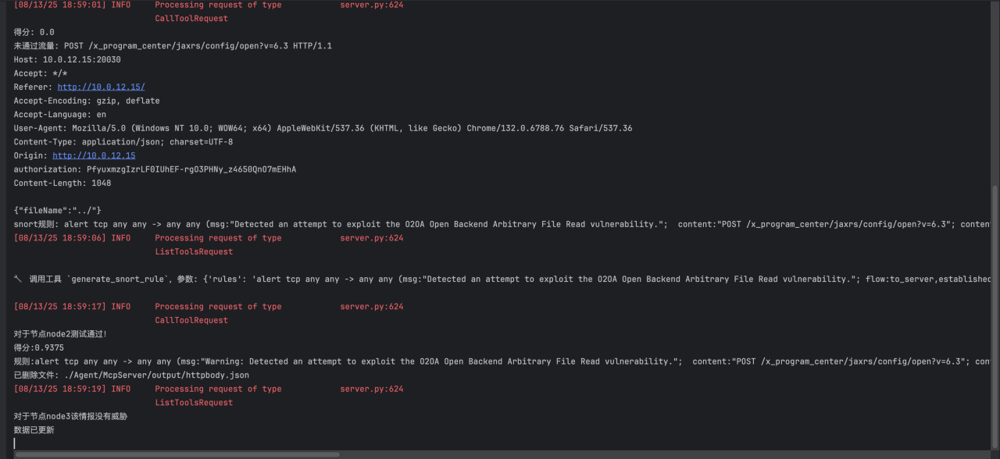 [08/13/25 18:59:01] INFO Processing request of type server.py:624
CallToolRequest
得分: 0.0
未通过流量: POST /x_program_center/jaxrs/config/open?v=6.3 HTTP/1.1
Host: 10.0.12.15:20030
Accept: */*
Referer: http://10.0.12.15/
Accept-Encoding: gzip, deflate
Accept-Language: en
User-Agent: Mozilla/5.0 (Windows NT 10.0; WOW64; x64) AppleWebKit/537.36 (KHTML, like Gecko) Chrome/132.0.6788.76 Safari/537.36
Content-Type: application/json; charset=UTF-8
Origin: http://10.0.12.15
authorization: PfyuxmzgIzrLF0IUhEF-rgO3PHNy_z4650QnO7mEHhA
Content-Length: 1048
{"fileName":"../"}
snort规则: alert tcp any any -> any any (msg:"Detected an attempt to exploit the O2OA Open Backend Arbitrary File Read vulnerability."; content:"POST /x_program_center/jaxrs/config/open?v=6.3"; conten
[08/13/25 18:59:06] INFO Processing request of type server.py:624
ListToolsRequest
🔧 调用工具 `generate_snort_rule`，参数: {'rules': 'alert tcp any any -> any any (msg:"Detected an attempt to exploit the O2OA Open Backend Arbitrary File Read vulnerability."; flow:to_server,established
[08/13/25 18:59:17] INFO Processing request of type server.py:624
CallToolRequest
对于节点node2测试通过!
得分:0.9375
规则:alert tcp any any -> any any (msg:"Warning: Detected an attempt to exploit the O2OA Open Backend Arbitrary File Read vulnerability."; content:"POST /x_program_center/jaxrs/config/open?v=6.3"; con
已删除文件: ./Agent/McpServer/output/httpbody.json
[08/13/25 18:59:19] INFO Processing request of type server.py:624
ListToolsRequest
对于节点node3该情报没有威胁
数据已更新